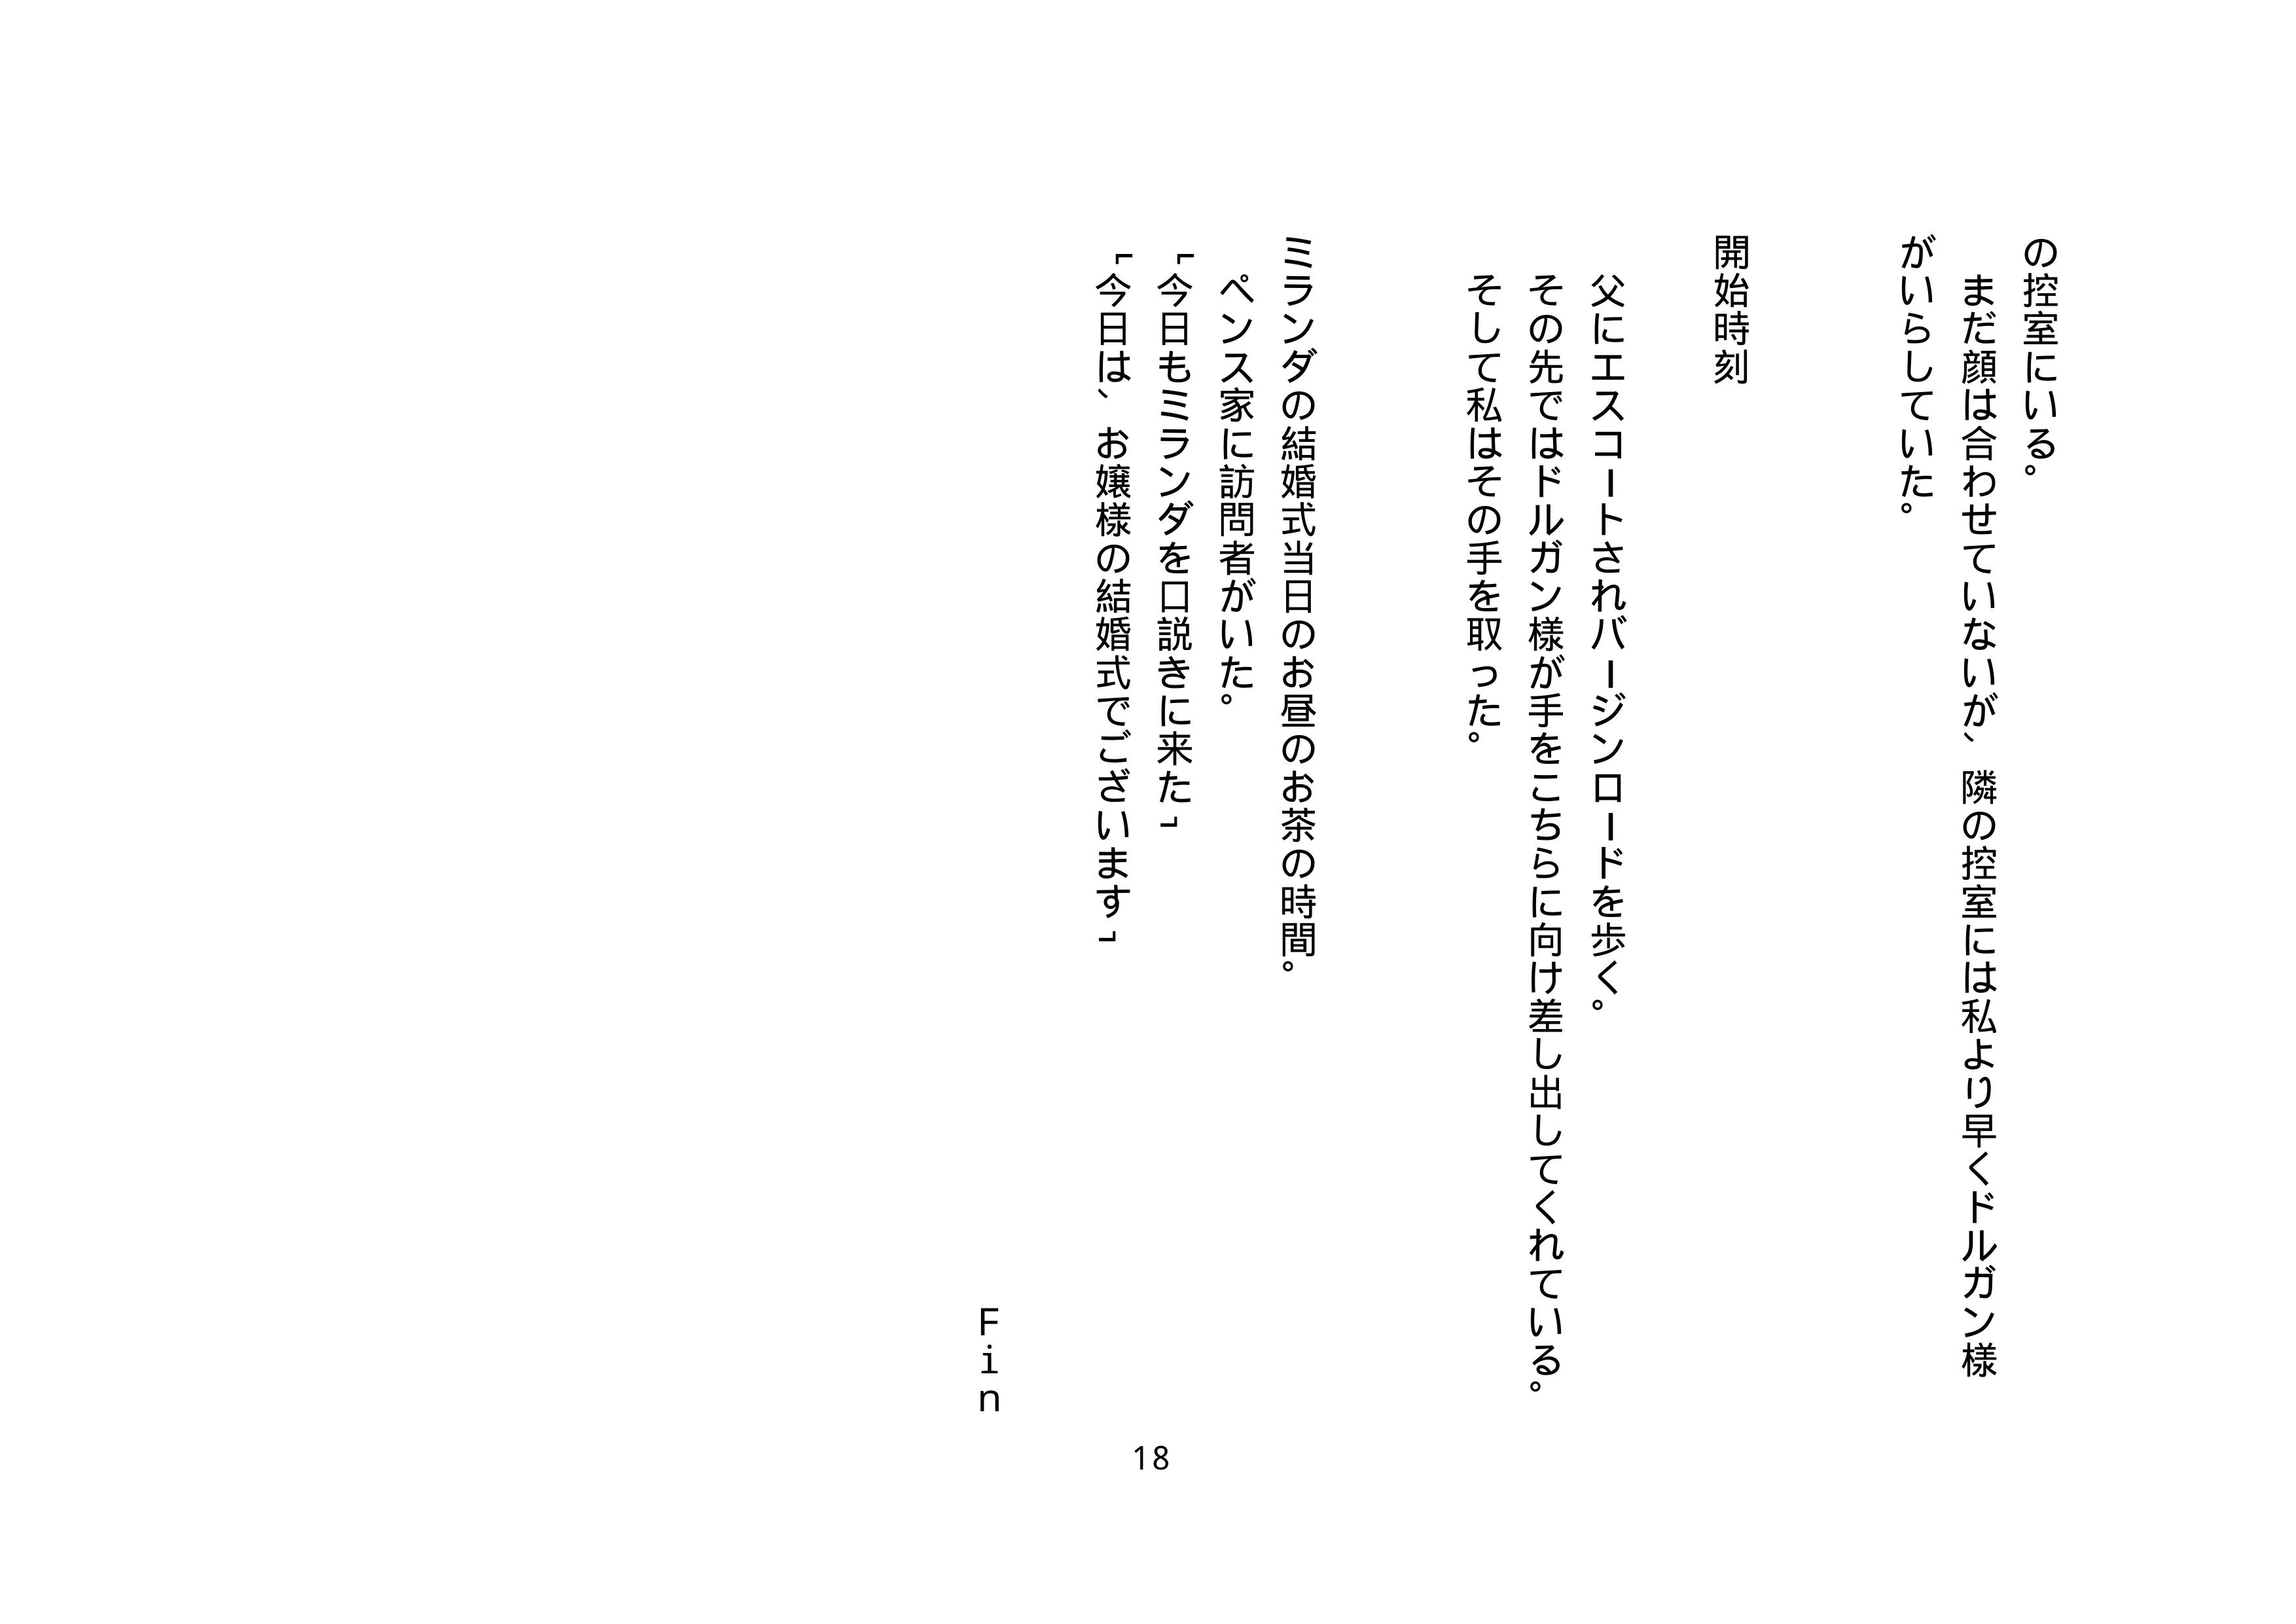 の控室にいる。
まだ顔は合わせていないが、隣の控室には私より早くドルガン様
がいらしていた。
開始時刻
父にエスコートされバージンロードを歩く。
その先ではドルガン様が手をこちらに向け差し出してくれている。
そして私はその手を取った。
ミランダの結婚式当日のお昼のお茶の時間。
ペンス家に訪問者がいた。
「今日もミランダを口説きに来た」
「今日は、お嬢様の結婚式でございます」
Fin
18